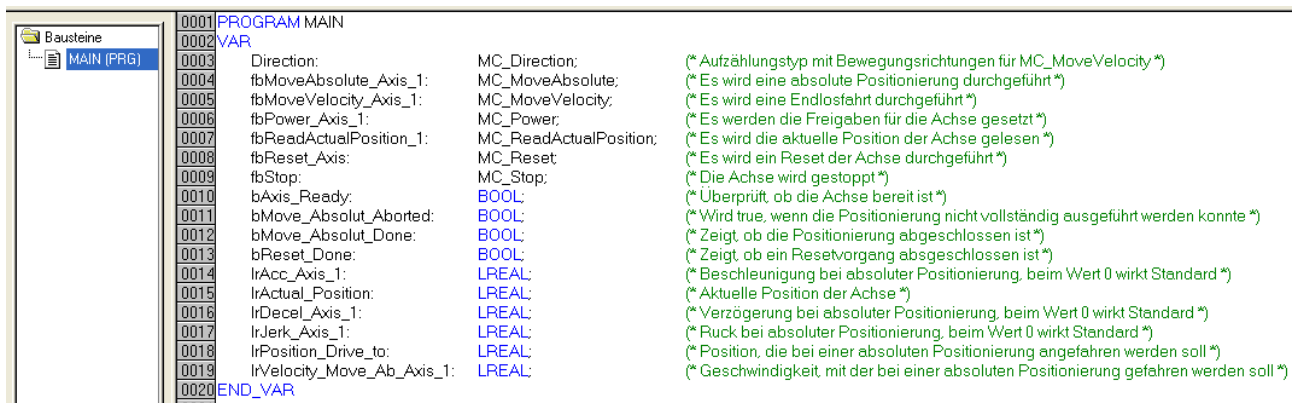 Bausteine
MAIN (PRG)
0001 PROGRAM MAIN
0002 VAR
0003 Direction: MC_Direction; (* Aufzählungstyp mit Bewegungsrichtungen für MC_MoveVelocity *)
0004 fbMoveAbsolute_Axis_1: MC_MoveAbsolute; (* Es wird eine absolute Positionierung durchgeführt *)
0005 fbMoveVelocity_Axis_1: MC_MoveVelocity; (* Es wird eine Endlosfahrt durchgeführt *)
0006 fbPower_Axis_1: MC_Power; (* Es werden die Freigaben für die Achse gesetzt *)
0007 fbReadActualPosition_1: MC_ReadActualPosition; (* Es wird die aktuelle Position der Achse gelesen *)
0008 fbReset_Axis: MC_Reset; (* Es wird ein Reset der Achse durchgeführt *)
0009 fbStop: MC_Stop; (* Die Achse wird gestoppt *)
0010 bAxis_Ready: BOOL; (* Überprüft, ob die Achse bereit ist *)
0011 bMove_Absolut_Aborted: BOOL; (* Wird true, wenn die Positionierung nicht vollständig ausgeführt werden konnte *)
0012 bMove_Absolut_Done: BOOL; (* Zeigt, ob die Positionierung abgeschlossen ist *)
0013 bReset_Done: BOOL; (* Zeigt, ob ein Resetvorgang absgeschlossen ist *)
0014 lrAcc_Axis_1: LREAL; (* Beschleunigung bei absoluter Positionierung, beim Wert 0 wirkt Standard *)
0015 lrActual_Position: LREAL; (* Aktuelle Position der Achse *)
0016 lrDecel_Axis_1: LREAL; (* Verzögerung bei absoluter Positionierung, beim Wert 0 wirkt Standard *)
0017 lrJerk_Axis_1: LREAL; (* Ruck bei absoluter Positionierung, beim Wert 0 wirkt Standard *)
0018 lrPosition_Drive_to: LREAL; (* Position, die bei einer absoluten Positionierung angefahren werden soll *)
0019 lrVelocity_Move_Ab_Axis_1: LREAL; (* Geschwindigkeit, mit der bei einer absoluten Positionierung gefahren werden soll *)
0020 END_VAR